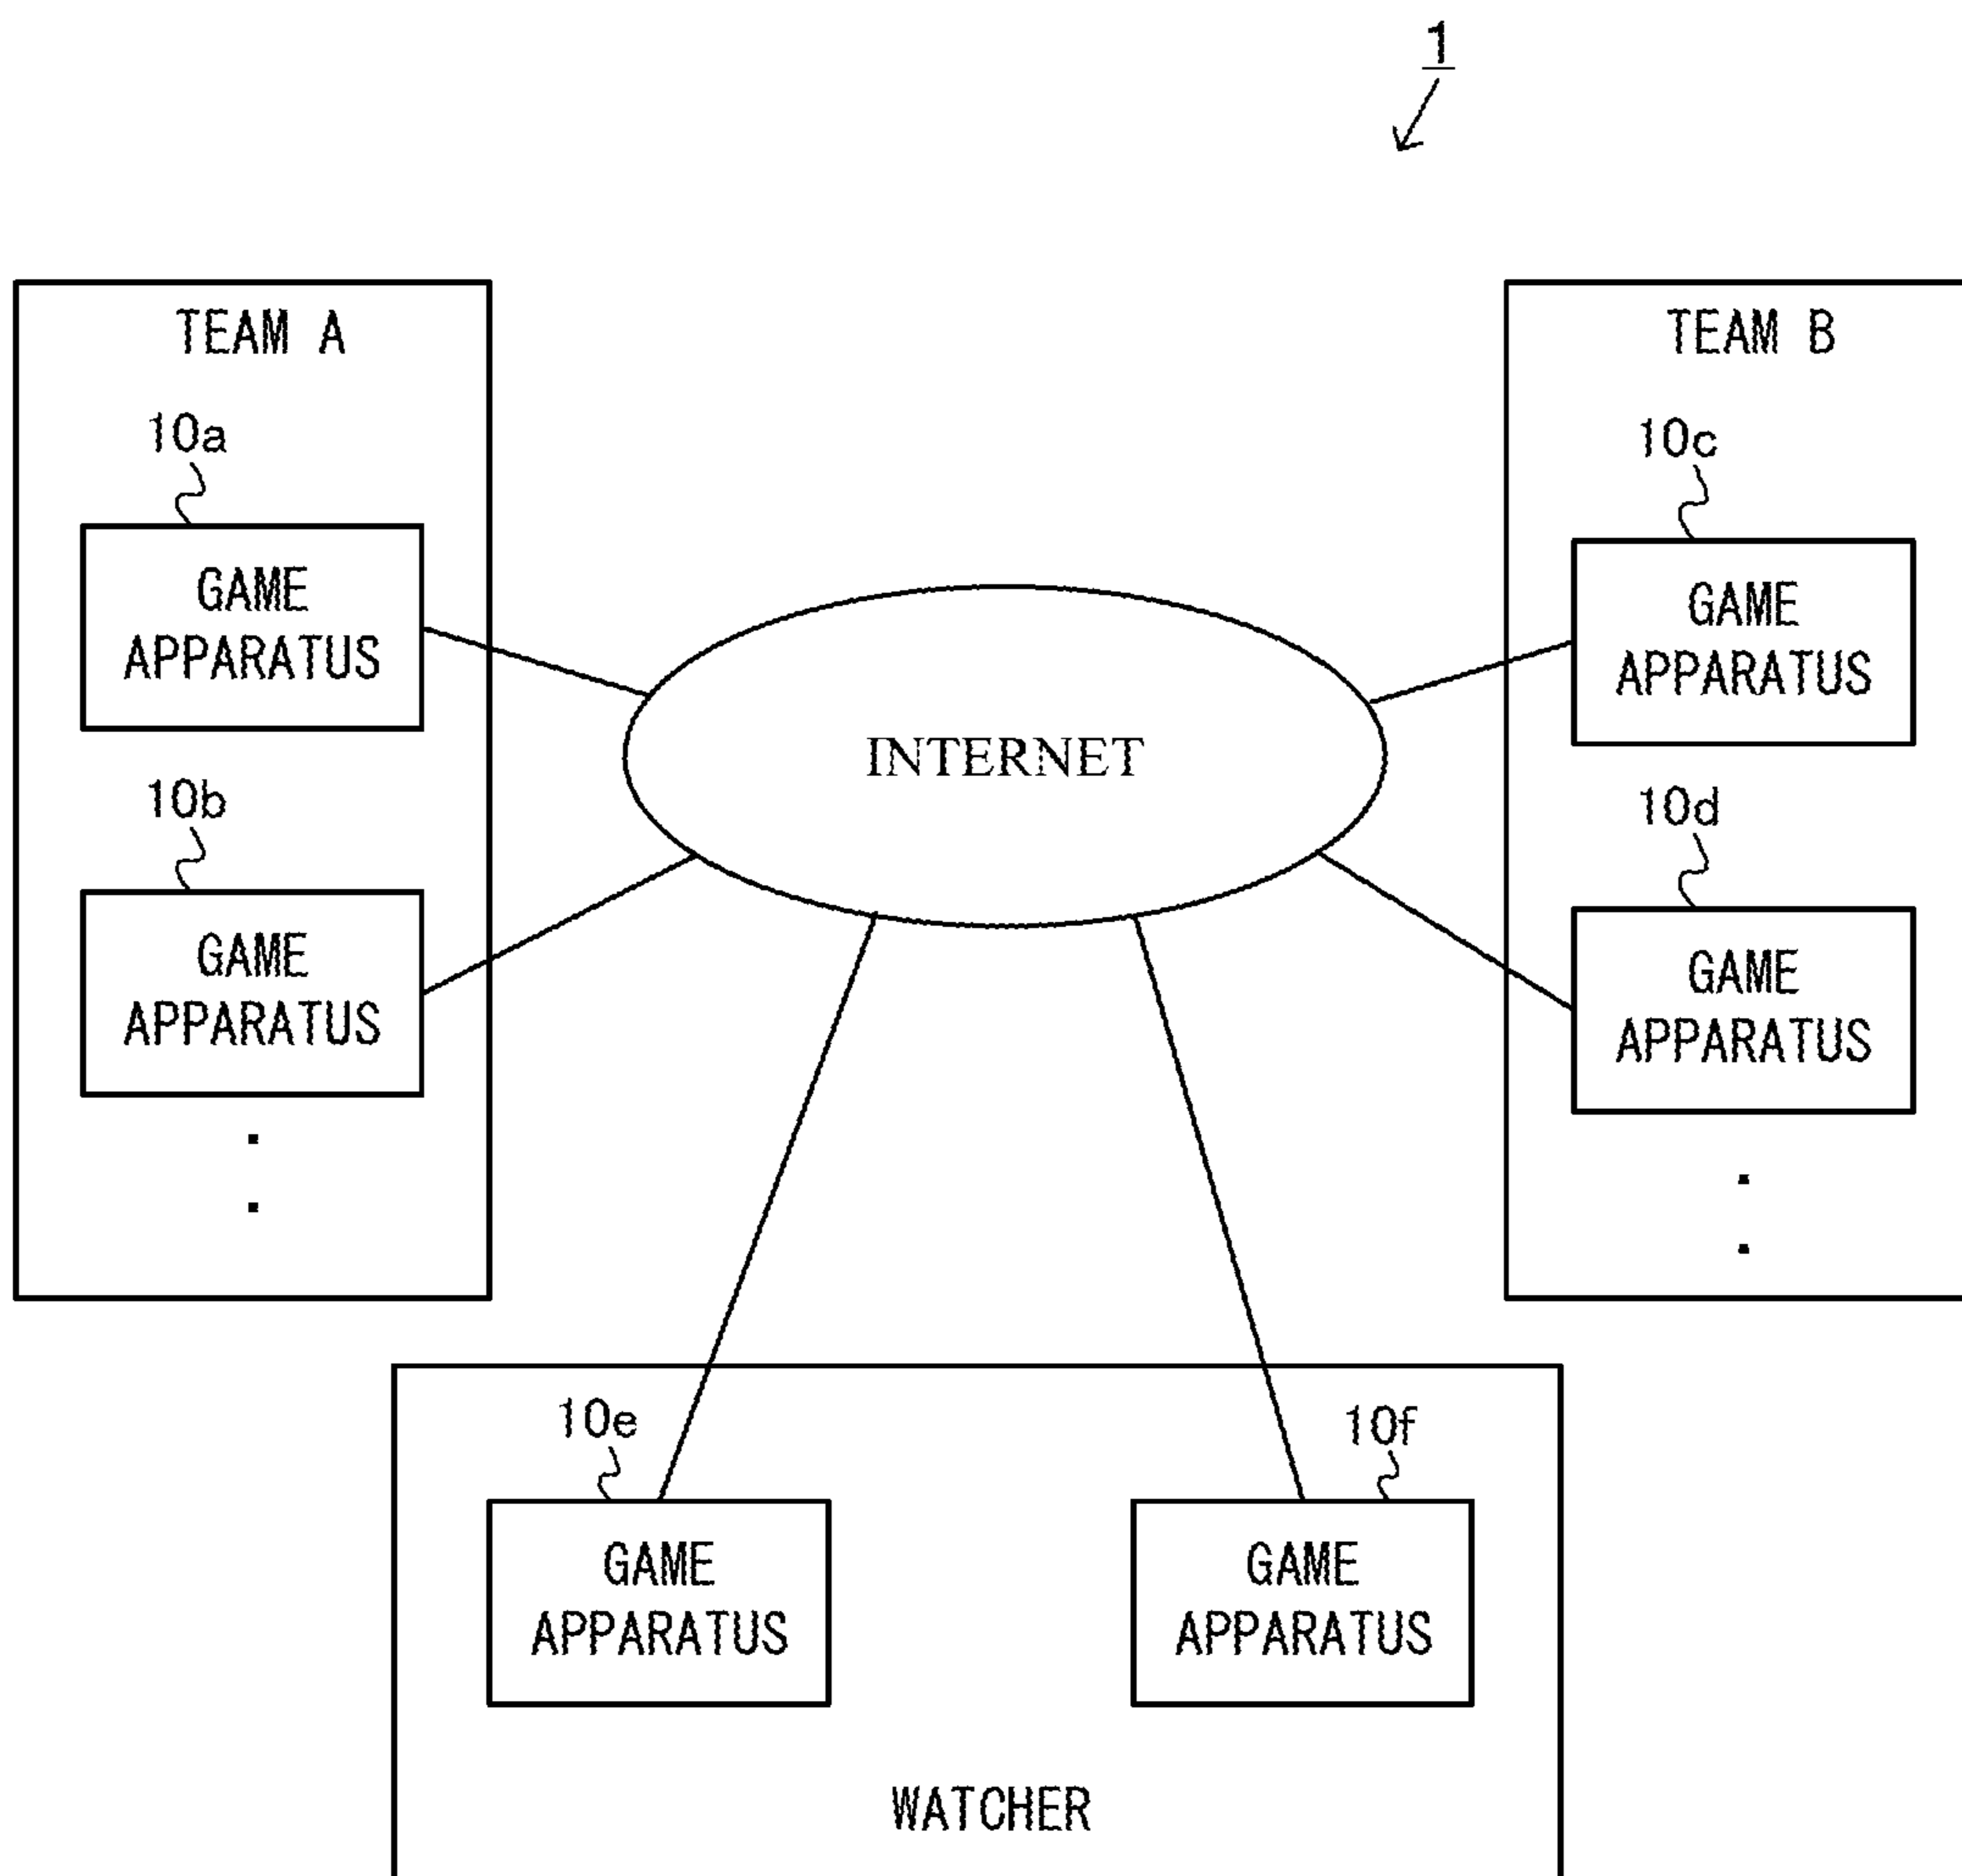 1
TEAM A
10a
GAME
APPARATUS
10b
GAME
APPARATUS
INTERNET
TEAM B
10c
GAME
APPARATUS
10d
GAME
APPARATUS
10e
GAME
APPARATUS
10f
GAME
APPARATUS
WATCHER